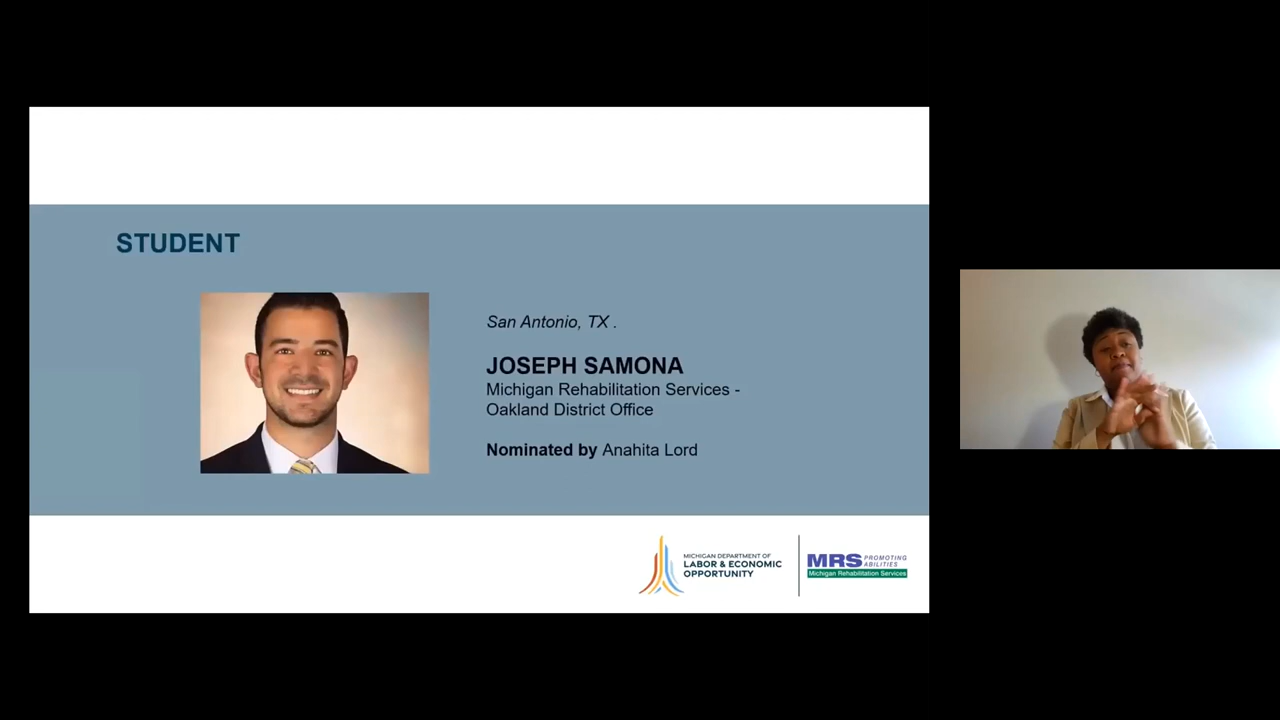 STUDENT
San Antonio, TX .
JOSEPH SAMONA
Michigan Rehabilitation Services -
Oakland District Office
Nominated by Anahita Lord
MICHIGAN DEPARTMENT OF
LABOR & ECONOMIC
OPPORTUNITY
MRS PROMOTING
ABILITIES
Michigan Rehabilitation Services